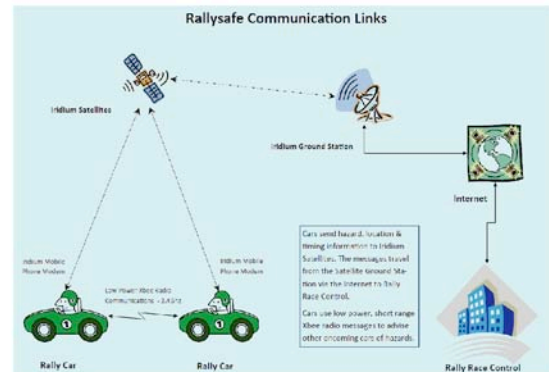 Rallysafe Communication Links
Iridium Satellites
Iridium Ground Station
Internet
Iridium Mobile
Phone Modem
Iridium Mobile
Phone Modem
Low Power Xbee Radio
Communications - 2.4Ghz
Cars send hazard, location &
timing information to Iridium
Satellites. The messages travel
from the Satellite Ground Sta-
tion via the Internet to Rally
Race Control.
Cars use low power, short range
Xbee radio messages to advise
other oncoming cars of hazards.
1
1
Rally Car
Rally Car
Rally Race Control